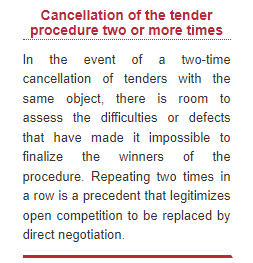 Cancellation of the tender
procedure two or more times
In the event of a two-time
cancellation of tenders with the
same object, there is room to
assess the difficulties or defects
that have made it impossible to
finalize the winners of the
procedure. Repeating two times in
a row is a precedent that legitimizes
open competition to be replaced by
direct negotiation.